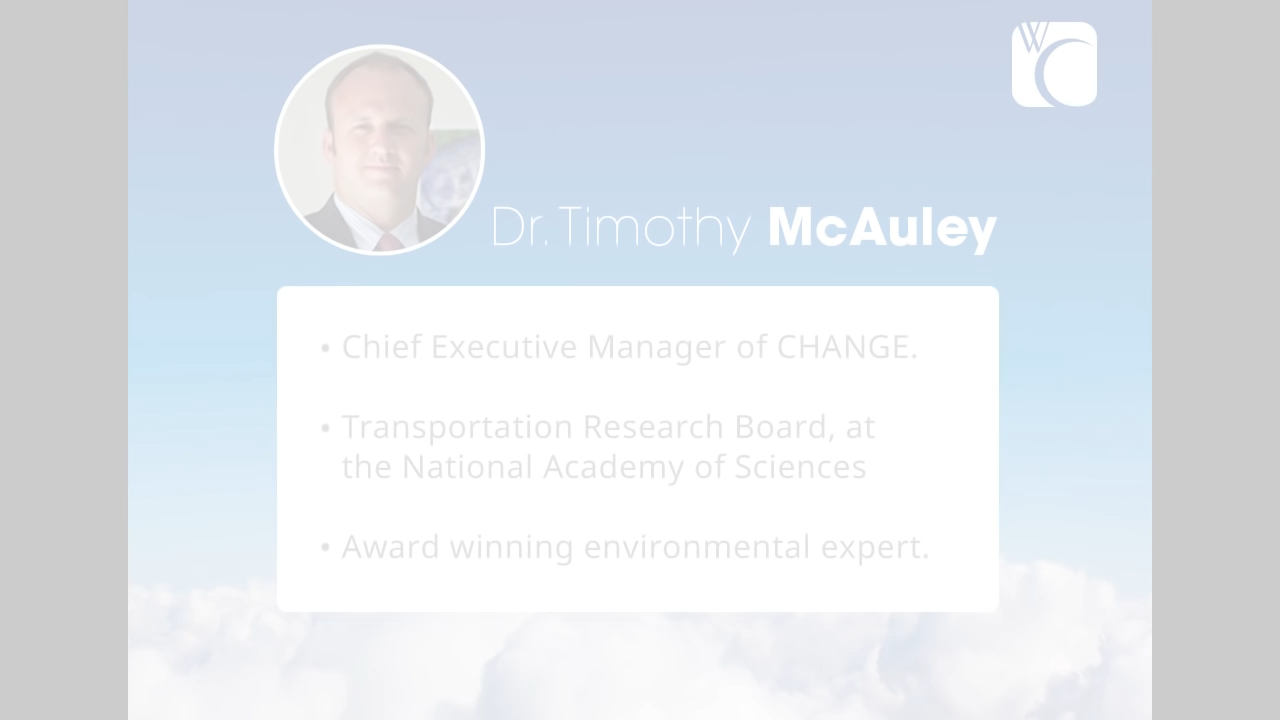 WC
Dr. Timothy McAuley
• Chief Executive Manager of CHANGE.
• Transportation Research Board, at
the National Academy of Sciences
• Award winning environmental expert.